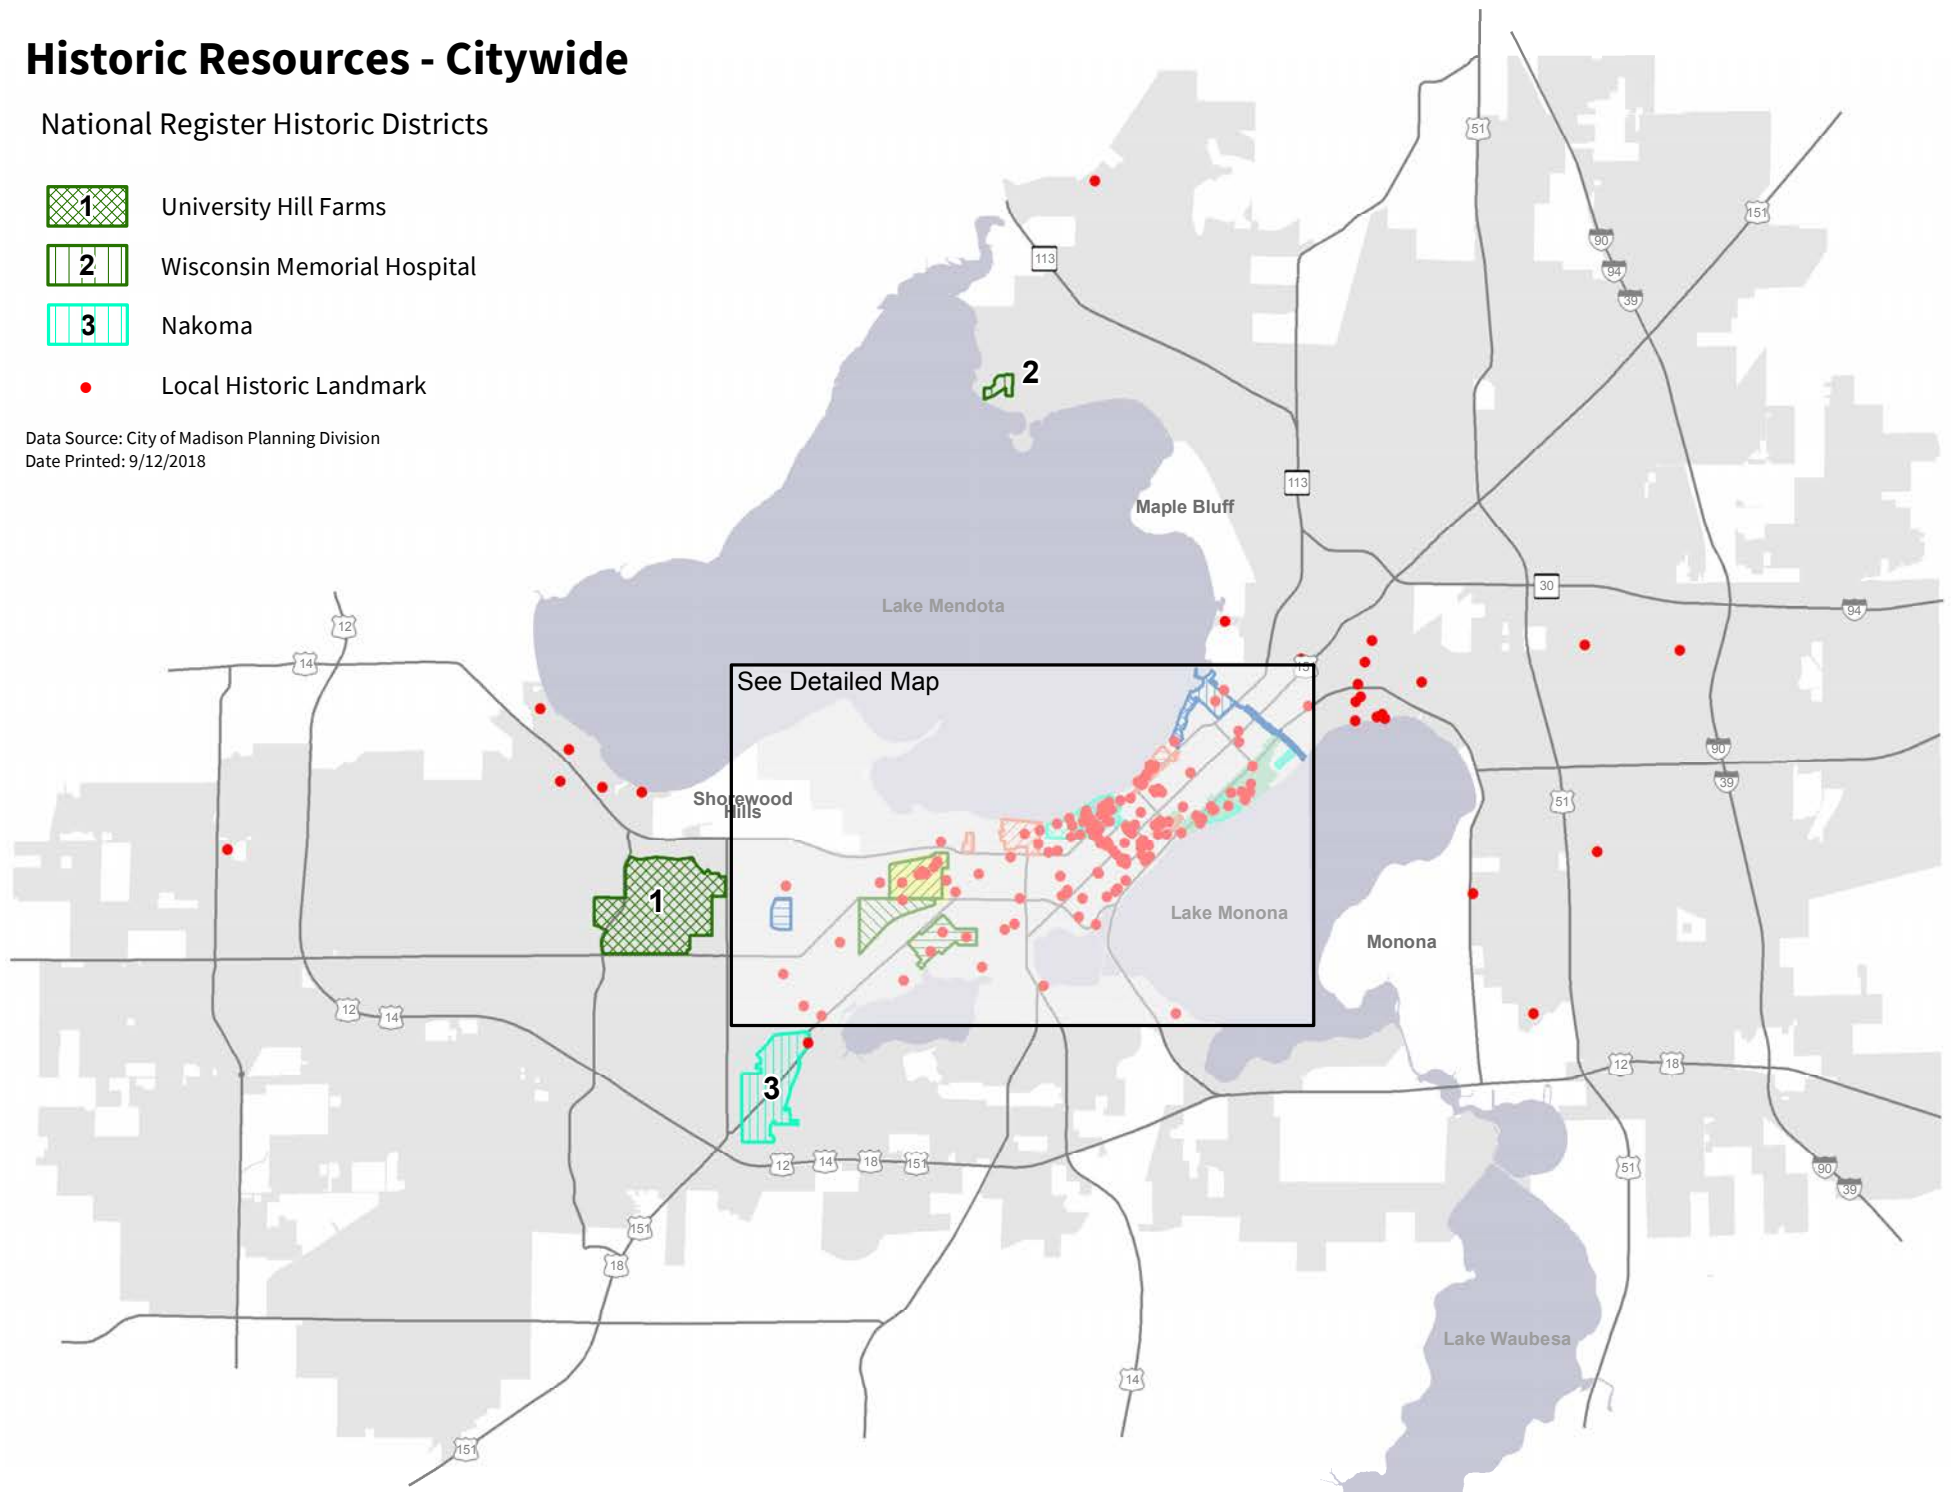 Historic Resources - Citywide
National Register Historic Districts
1 University Hill Farms
2 Wisconsin Memorial Hospital
3 Nakoma
Local Historic Landmark
Data Source: City of Madison Planning Division
Date Printed: 9/12/2018
51
151
90
94
39
113
2
113
Maple Bluff
30
94
Lake Mendota
12
14
See Detailed Map
90
39
51
Shorewood
Hills
1
Lake Monona
Monona
12
14
12
18
3
12
14
18
151
51
90
39
151
18
Lake Waubesa
14
151